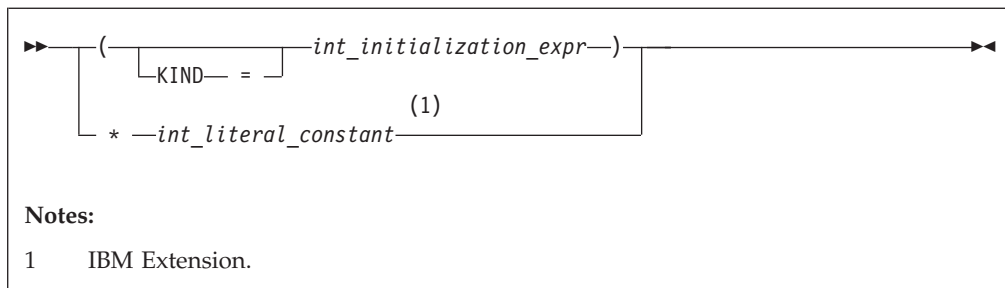 ( int_initialization_expr )
KIND =
(1)
* int_literal_constant
Notes:
1 IBM Extension.